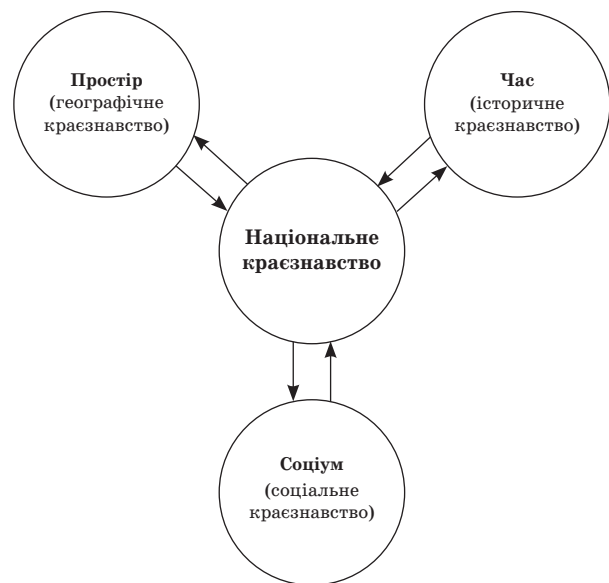 Простір
(географічне
краєзнавство)
Час
(історичне
краєзнавство)
Національне
краєзнавство
Соціум
(соціальне
краєзнавство)